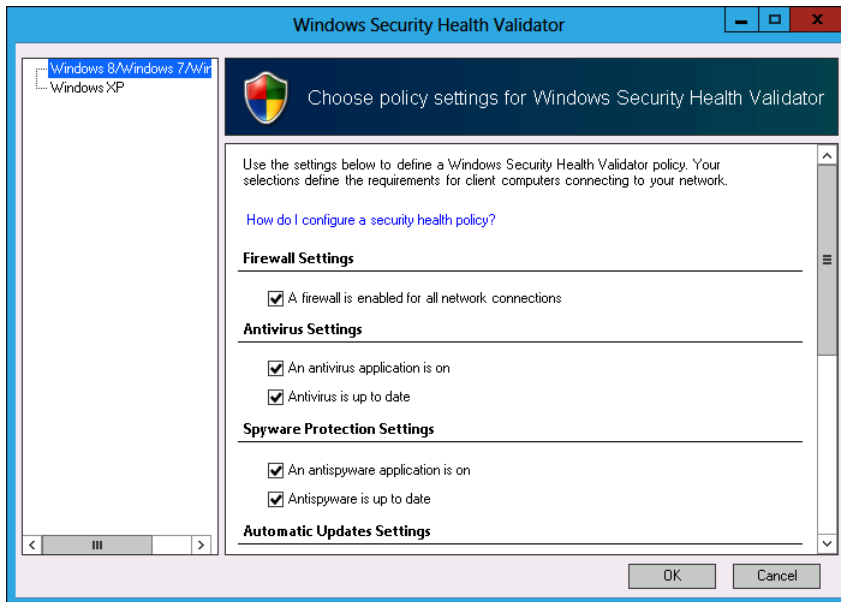 Windows Security Health Validator
Windows 8/Windows 7/Wir
Windows XP
Choose policy settings for Windows Security Health Validator
Use the settings below to define a Windows Security Health Validator policy. Your
selections define the requirements for client computers connecting to your network.
How do I configure a security health policy?
Firewall Settings
A firewall is enabled for all network connections
Antivirus Settings
An antivirus application is on
Antivirus is up to date
Spyware Protection Settings
An antispyware application is on
Antispyware is up to date
Automatic Updates Settings
OK
Cancel